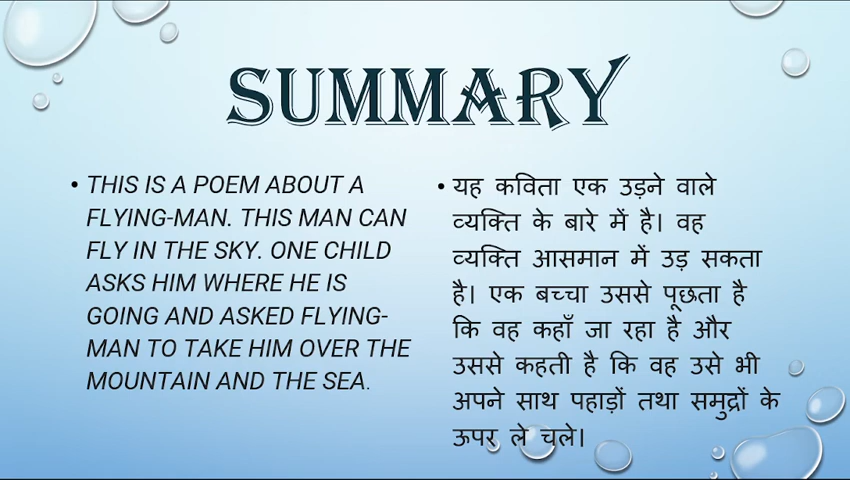 SUMMARY
• THIS IS A POEM ABOUT A
FLYING-MAN. THIS MAN CAN
FLY IN THE SKY. ONE CHILD
ASKS HIM WHERE HE IS
GOING AND ASKED FLYING-
MAN TO TAKE HIM OVER THE
MOUNTAIN AND THE SEA.
• यह कविता एक उड़ने वाले
व्यक्ति के बारे में है। वह
व्यक्ति आसमान में उड़ सकता
है। एक बच्चा उससे पूछता है
कि वह कहाँ जा रहा है और
उससे कहती है कि वह उसे भी
अपने साथ पहाड़ों तथा समुद्रों के
ऊपर ले चले।